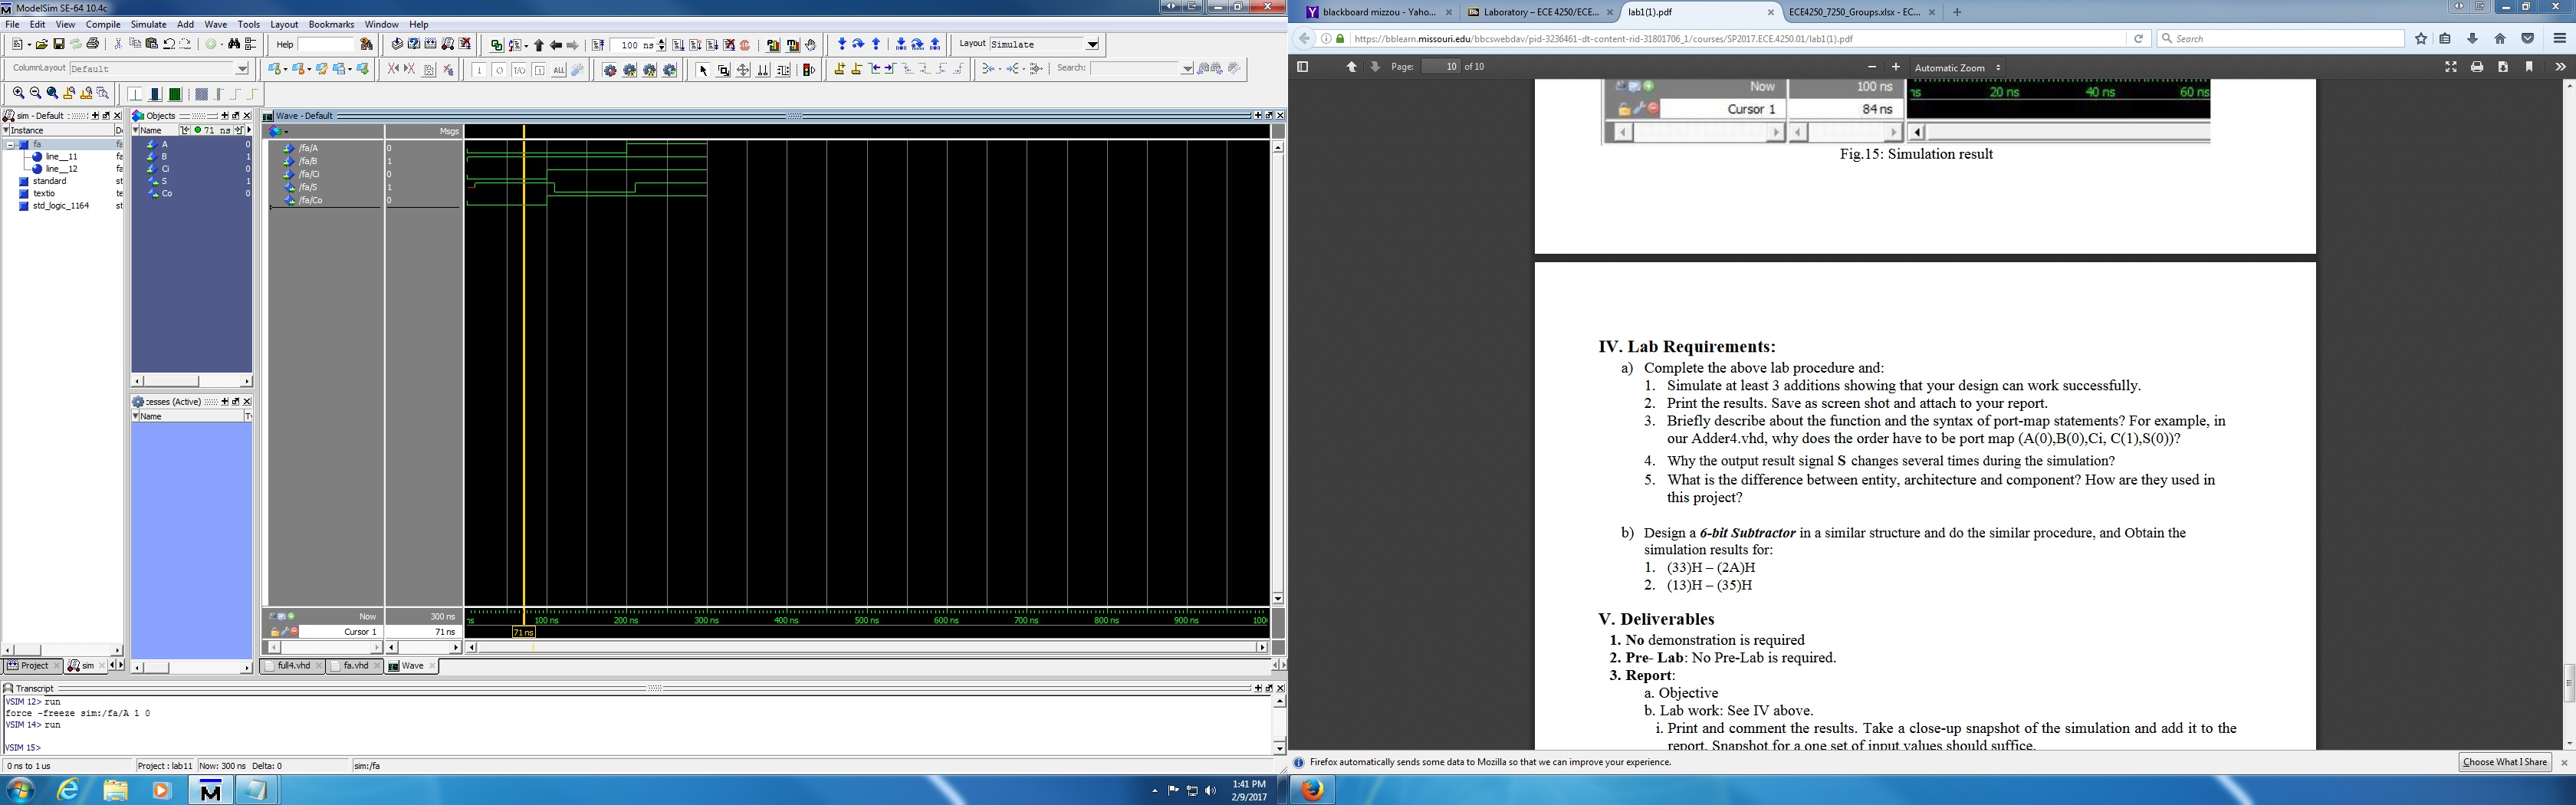 ModelSim SE-64 10.4c
File Edit View Compile Simulate Add Wave Tools Layout Bookmarks Window Help
Help
100 ns
Layout Simulate
ColumnLayout Default
Search:
sim - Default
Instance
fa
line__11
line__12
standard
textio
std_logic_1164
Objects
Name 71 ns
A 0
B 1
Ci 0
S 1
Co 0
cesses (Active)
Name
Wave - Default
Msgs
/fa/A 0
/fa/B 1
/fa/Ci 0
/fa/S 1
/fa/Co 0
Now 300 ns
Cursor 1 71 ns
ns 100 ns 200 ns 300 ns 400 ns 500 ns 600 ns 700 ns 800 ns 900 ns 1000
71 ns
Project sim
full4.vhd fa.vhd Wave
Transcript
VSIM 12> run
force -freeze sim:/fa/A 1 0
VSIM 14> run
VSIM 15>
0 ns to 1 us Project : lab11 Now: 300 ns Delta: 0 sim:/fa
1:41 PM
2/9/2017
blackboard mizzou - Yaho... Laboratory – ECE 4250/ECE... lab1(1).pdf ECE4250_7250_Groups.xlsx - EC...
https://bblearn.missouri.edu/bbcswebdav/pid-3236461-dt-content-rid-31801706_1/courses/SP2017.ECE.4250.01/lab1(1).pdf
Search
Page: 10 of 10
Automatic Zoom
Now 100 ns
ns 20 ns 40 ns 60 ns
Cursor 1 84 ns
Fig.15: Simulation result
IV. Lab Requirements:
a) Complete the above lab procedure and:
1. Simulate at least 3 additions showing that your design can work successfully.
2. Print the results. Save as screen shot and attach to your report.
3. Briefly describe about the function and the syntax of port-map statements? For example, in
our Adder4.vhd, why does the order have to be port map (A(0),B(0),Ci, C(1),S(0))?
4. Why the output result signal S changes several times during the simulation?
5. What is the difference between entity, architecture and component? How are they used in
this project?
b) Design a 6-bit Subtractor in a similar structure and do the similar procedure, and Obtain the
simulation results for:
1. (33)H – (2A)H
2. (13)H – (35)H
V. Deliverables
1. No demonstration is required
2. Pre- Lab: No Pre-Lab is required.
3. Report:
a. Objective
b. Lab work: See IV above.
i. Print and comment the results. Take a close-up snapshot of the simulation and add it to the
report. Snapshot for a one set of input values should suffice.
Firefox automatically sends some data to Mozilla so that we can improve your experience.
Choose What I Share